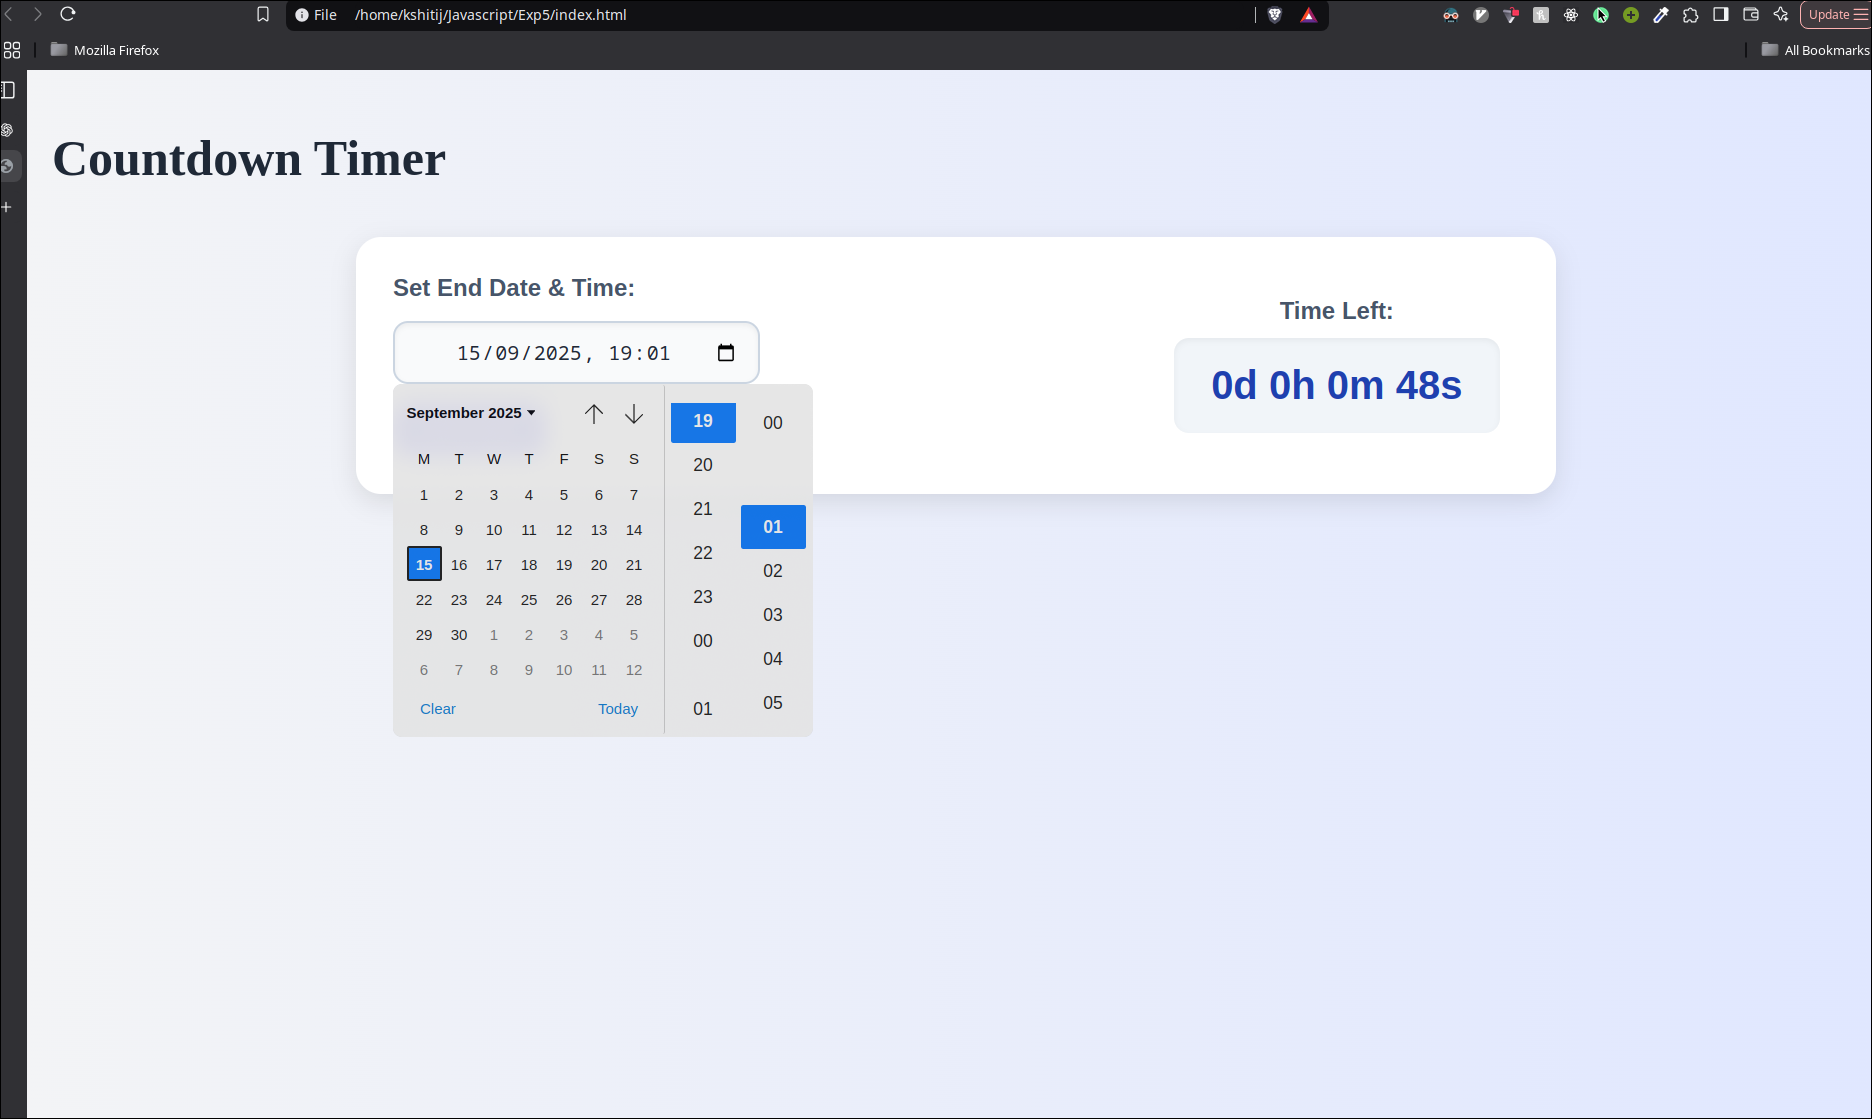 File /home/kshitij/Javascript/Exp5/index.html
Update
Mozilla Firefox
All Bookmarks
Countdown Timer
Set End Date & Time:
15/09/2025, 19:01
Time Left:
0d 0h 0m 48s
September 2025
M T W T F S S
1 2 3 4 5 6 7
8 9 10 11 12 13 14
15 16 17 18 19 20 21
22 23 24 25 26 27 28
29 30 1 2 3 4 5
6 7 8 9 10 11 12
Clear Today
19
20
21
22
23
00
01
00
01
02
03
04
05